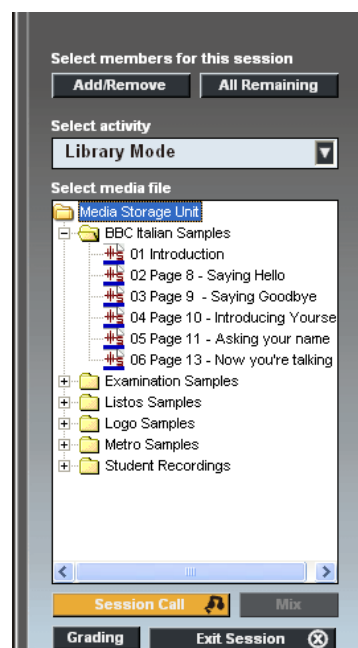 Select members for this session
Add/Remove All Remaining
Select activity
Library Mode
Select media file
Media Storage Unit
BBC Italian Samples
01 Introduction
02 Page 8 - Saying Hello
03 Page 9 - Saying Goodbye
04 Page 10 - Introducing Yourse
05 Page 11 - Asking your name
06 Page 13 - Now you're talking
Examination Samples
Listos Samples
Logo Samples
Metro Samples
Student Recordings
Session Call Mix
Grading Exit Session